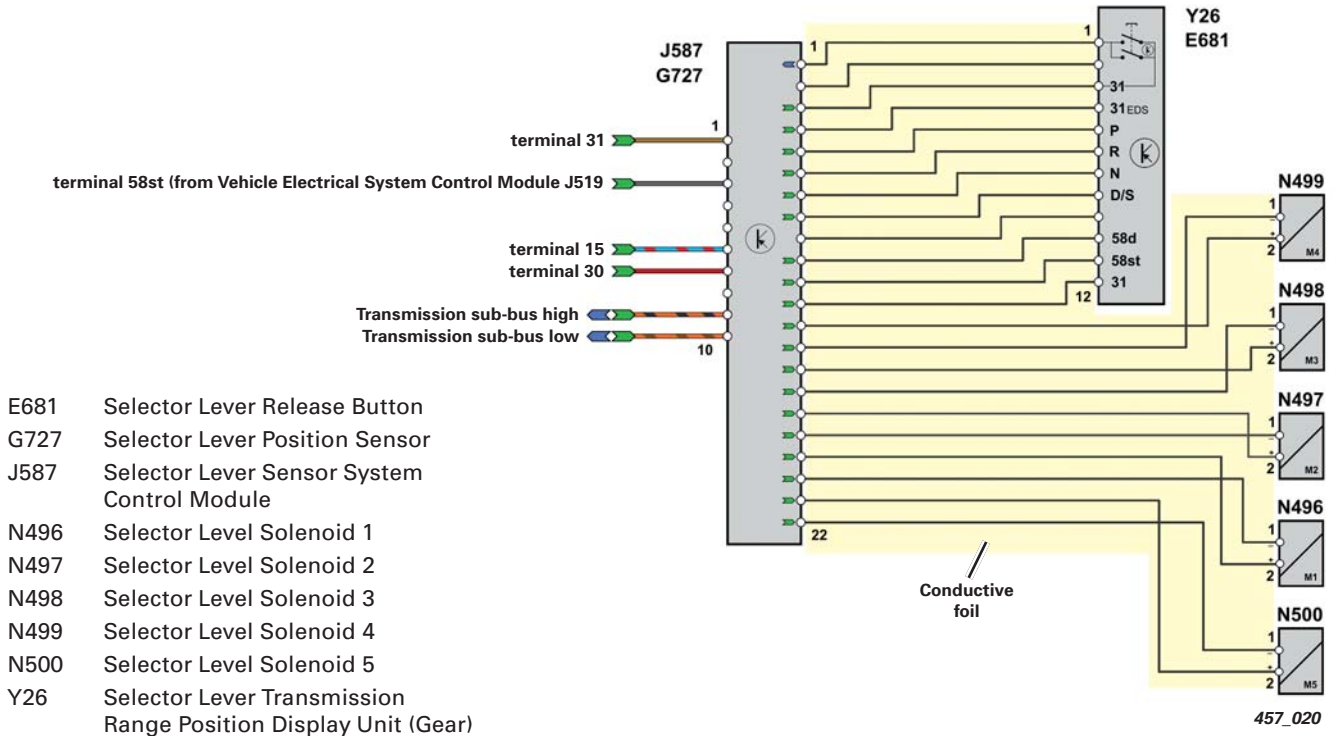 J587
G727
1
terminal 31
terminal 58st (from Vehicle Electrical System Control Module J519
terminal 15
terminal 30
Transmission sub-bus high
Transmission sub-bus low
10
1
22
Y26
E681
1
31
31EDS
P
R
N
D/S
58d
58st
31
12
N499
1
–
+
2
M4
N498
1
–
+
2
M3
N497
1
–
+
2
M2
N496
1
–
+
2
M1
N500
1
–
+
2
M5
Conductive
foil
E681 Selector Lever Release Button
G727 Selector Lever Position Sensor
J587 Selector Lever Sensor System
Control Module
N496 Selector Level Solenoid 1
N497 Selector Level Solenoid 2
N498 Selector Level Solenoid 3
N499 Selector Level Solenoid 4
N500 Selector Level Solenoid 5
Y26 Selector Lever Transmission
Range Position Display Unit (Gear)
457_020